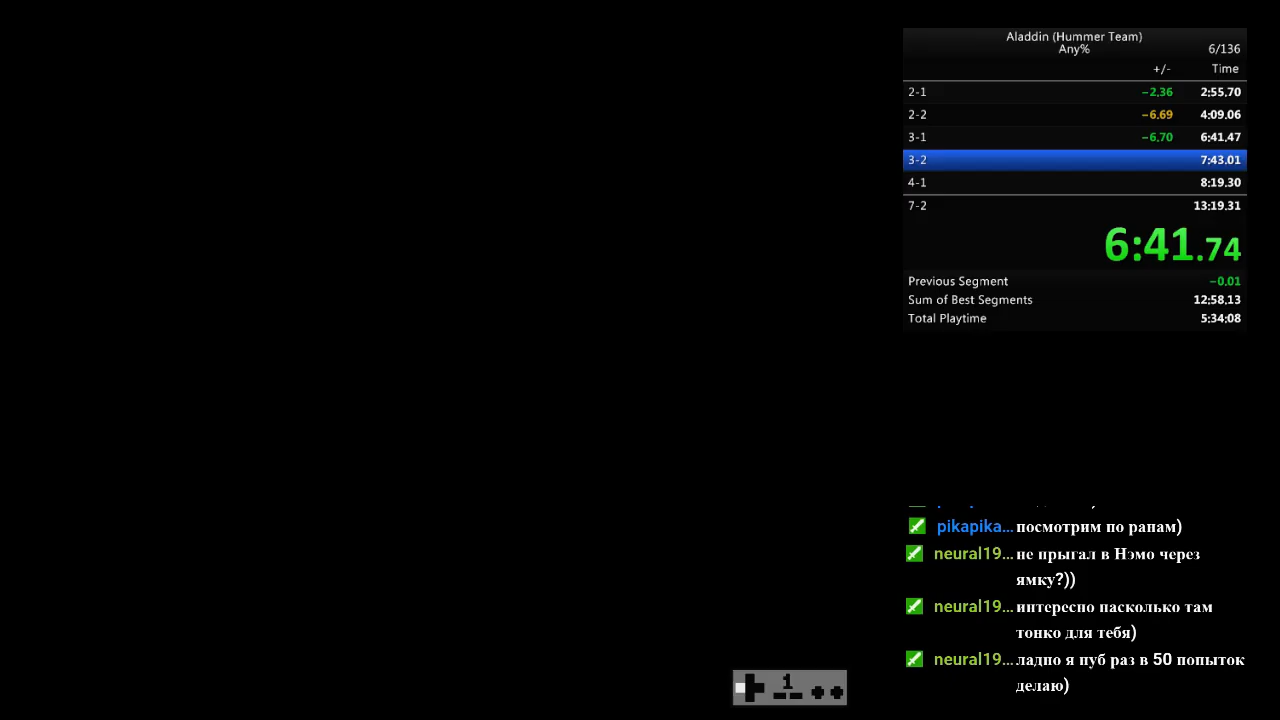 Aladdin (Hummer Team)
Any% 6/136
+/- Time
2-1 -2.36 2:55.70
2-2 -6.69 4:09.06
3-1 -6.70 6:41.47
3-2 7:43.01
4-1 8:19.30
7-2 13:19.31
6:41.74
Previous Segment -0.01
Sum of Best Segments 12:58.13
Total Playtime 5:34:08
pikapika... посмотрим по ранам)
neural19... не прыгал в Нэмо через
ямку?))
neural19... интересно насколько там
тонко для тебя)
neural19... ладно я нуб раз в 50 попыток
делаю)
1